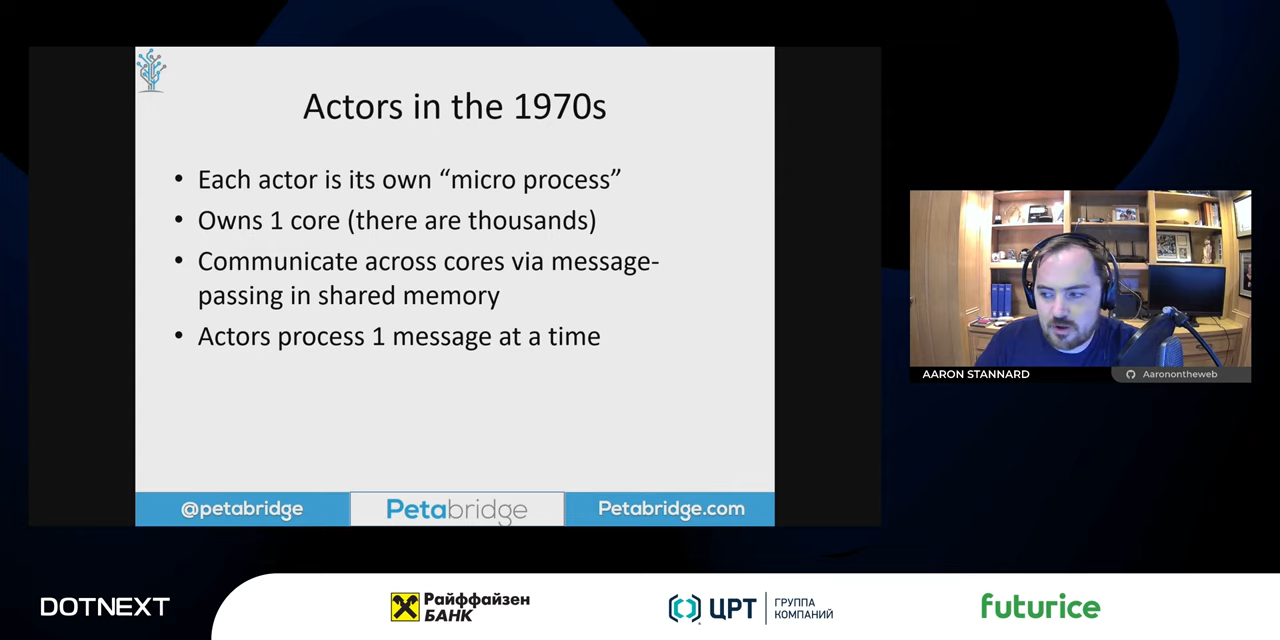 Actors in the 1970s
• Each actor is its own “micro process”
• Owns 1 core (there are thousands)
• Communicate across cores via message-
passing in shared memory
• Actors process 1 message at a time
@petabridge
Petabridge
Petabridge.com
AARON STANNARD
Aaronontheweb
DOTNEXT
Райффайзен
БАНК
ЦРТ
ГРУППА
КОМПАНИЙ
futurice